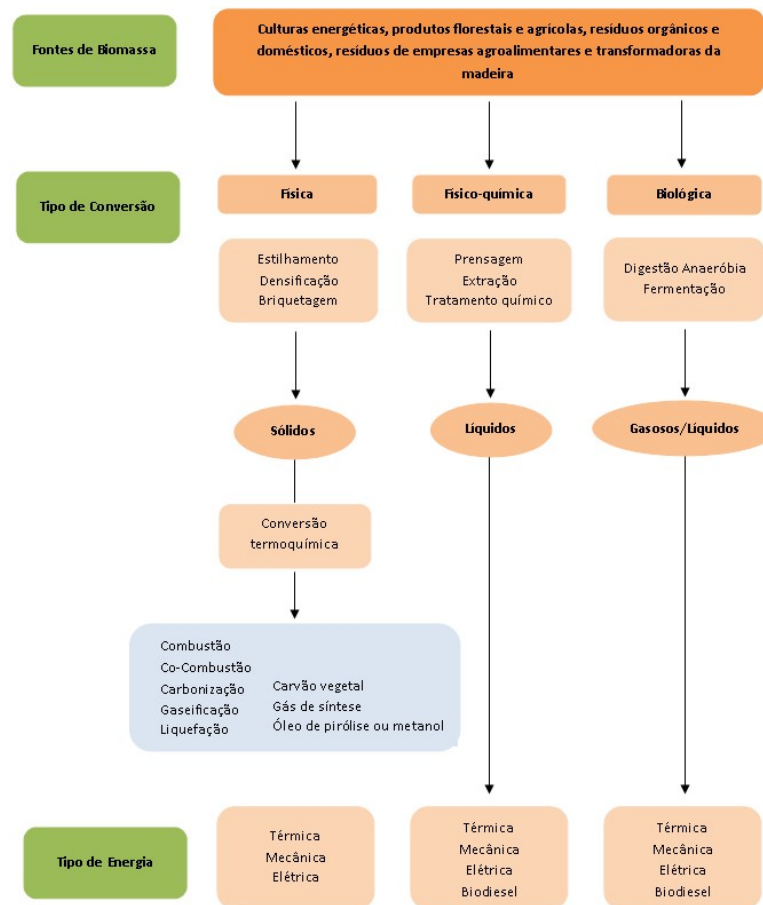 Fontes de Biomassa
Culturas energéticas, produtos florestais e agrícolas, resíduos orgânicos e
domésticos, resíduos de empresas agroalimentares e transformadoras da
madeira
Tipo de Conversão
Física
Físico-química
Biológica
Estilhamento
Densificação
Briquetagem
Prensagem
Extração
Tratamento químico
Digestão Anaeróbia
Fermentação
Sólidos
Líquidos
Gasosos/Líquidos
Conversão
termoquímica
Combustão
Co-Combustão
Carbonização
Gaseificação
Liquefação
Carvão vegetal
Gás de síntese
Óleo de pirólise ou metanol
Tipo de Energia
Térmica
Mecânica
Elétrica
Térmica
Mecânica
Elétrica
Biodiesel
Térmica
Mecânica
Elétrica
Biodiesel